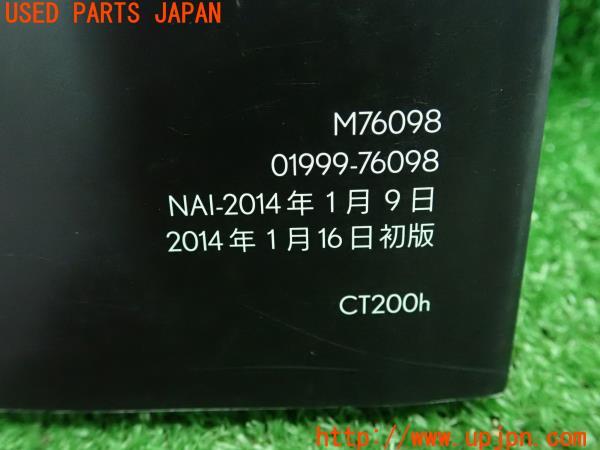 USED PARTS JAPAN
M76098
01999-76098
NAI-2014年 1月 9日
2014年 1月16日初版
CT200h
【U.P.J】
http://www.upjpn.com